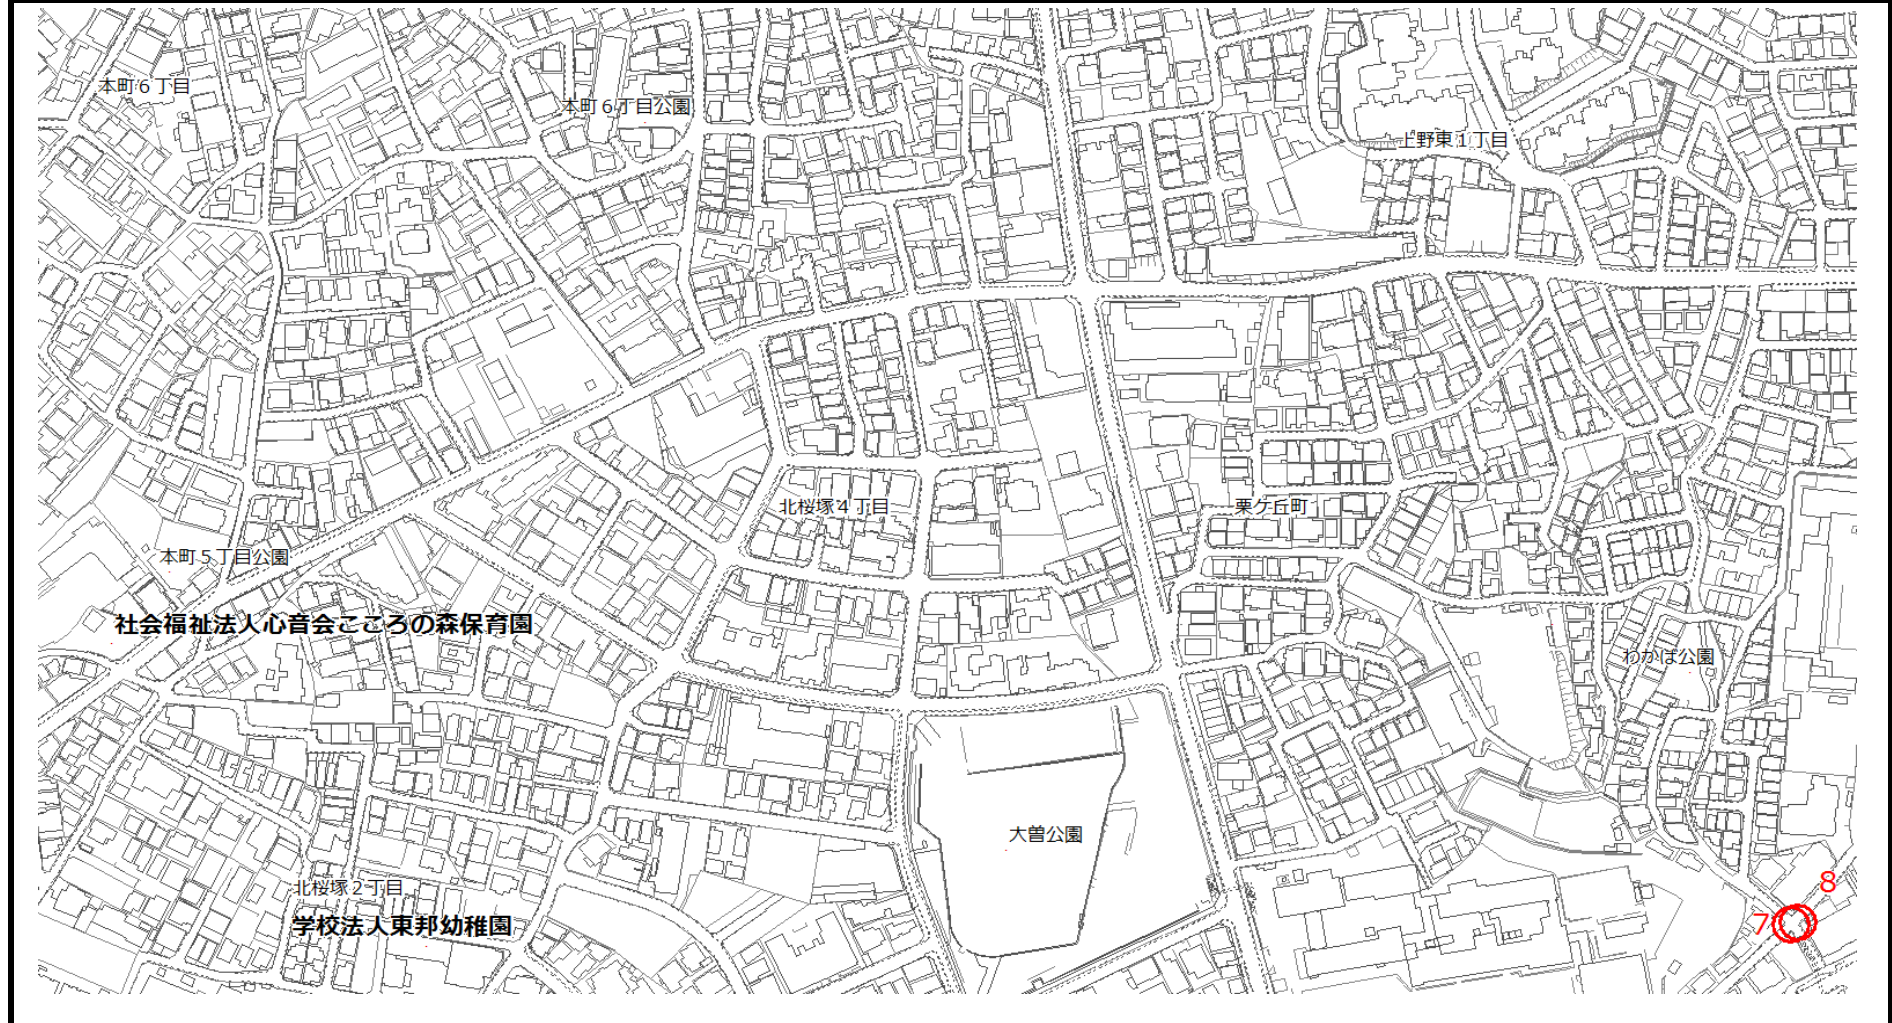 本町6丁目
本町6丁目公園
上野東1丁目
北桜塚4丁目
栗ケ丘町
本町5丁目公園
社会福祉法人心音会こころの森保育園
わかば公園
大曽公園
北桜塚2丁目
学校法人東邦幼稚園
8
7